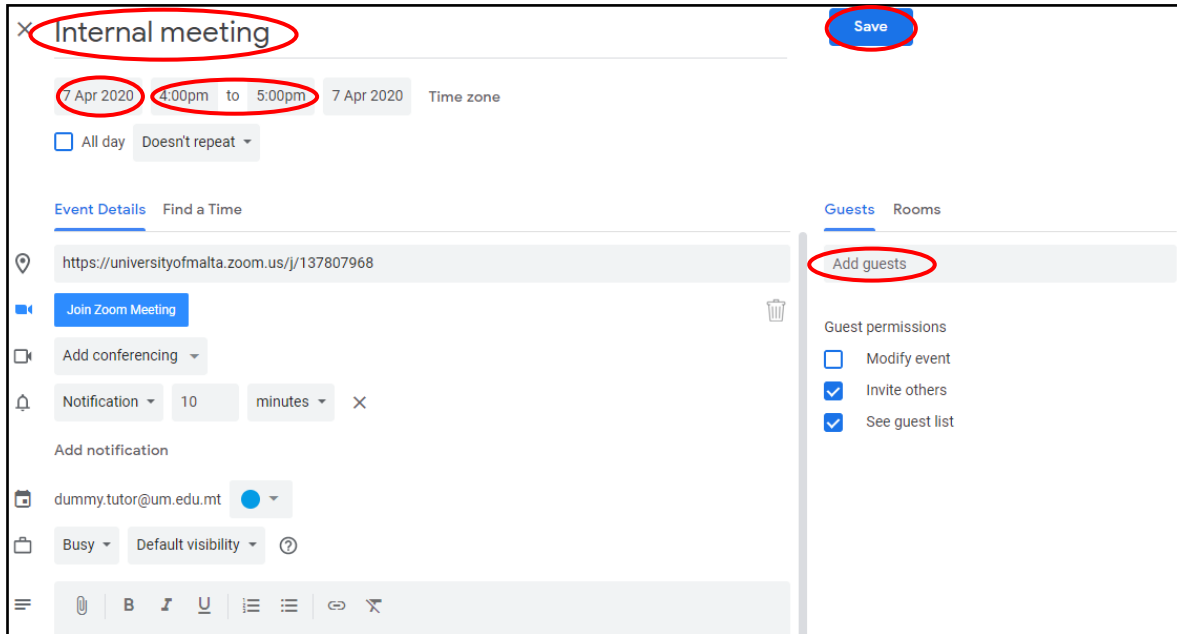 Internal meeting
Save
7 Apr 2020 4:00pm to 5:00pm 7 Apr 2020 Time zone
All day Doesn't repeat
Event Details Find a Time
Guests Rooms
https://universityofmalta.zoom.us/j/137807968
Add guests
Join Zoom Meeting
Guest permissions
Add conferencing
Modify event
Invite others
Notification 10 minutes
See guest list
Add notification
dummy.tutor@um.edu.mt
Busy Default visibility ?
B I U